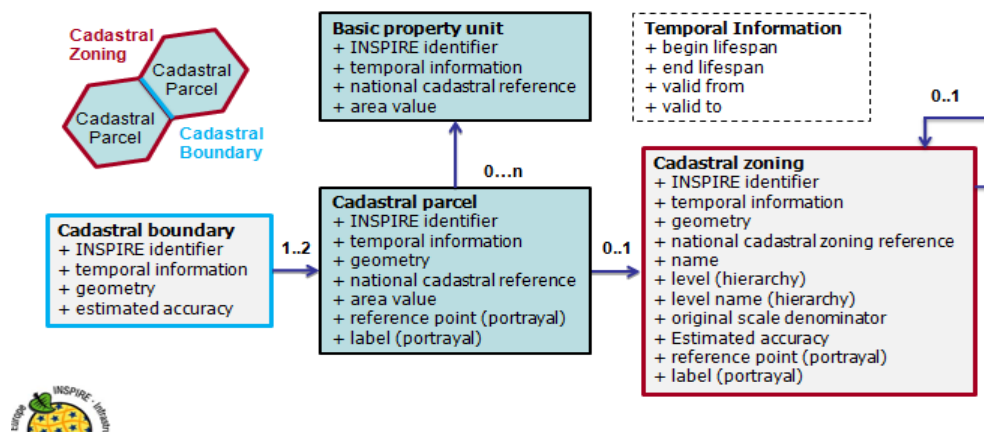 Cadastral
Zoning
Cadastral
Parcel
Cadastral
Parcel
Cadastral
Boundary
Basic property unit
+ INSPIRE identifier
+ temporal information
+ national cadastral reference
+ area value
Temporal Information
+ begin lifespan
+ end lifespan
+ valid from
+ valid to
0..1
0...n
Cadastral boundary
+ INSPIRE identifier
+ temporal information
+ geometry
+ estimated accuracy
1..2
Cadastral parcel
+ INSPIRE identifier
+ temporal information
+ geometry
+ national cadastral reference
+ area value
+ reference point (portrayal)
+ label (portrayal)
0..1
Cadastral zoning
+ INSPIRE identifier
+ temporal information
+ geometry
+ national cadastral zoning reference
+ name
+ level (hierarchy)
+ level name (hierarchy)
+ original scale denominator
+ Estimated accuracy
+ reference point (portrayal)
+ label (portrayal)
Europe INSPIRE -